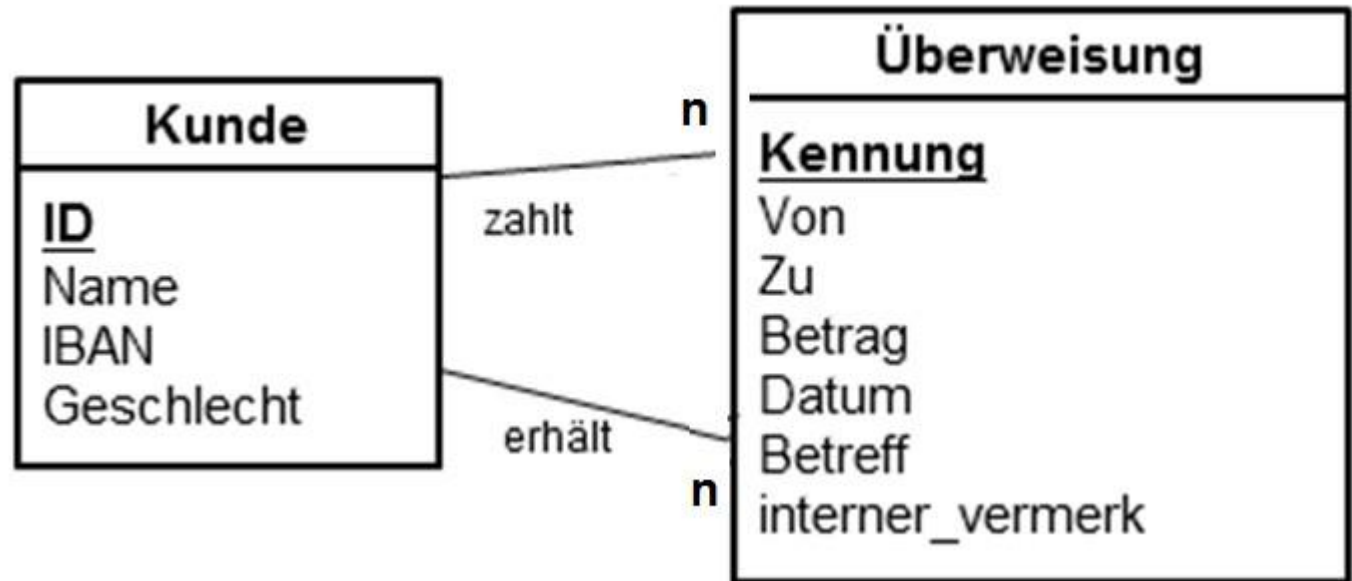 Kunde
ID
Name
IBAN
Geschlecht
n
zahlt
erhält
n
Überweisung
Kennung
Von
Zu
Betrag
Datum
Betreff
interner_vermerk